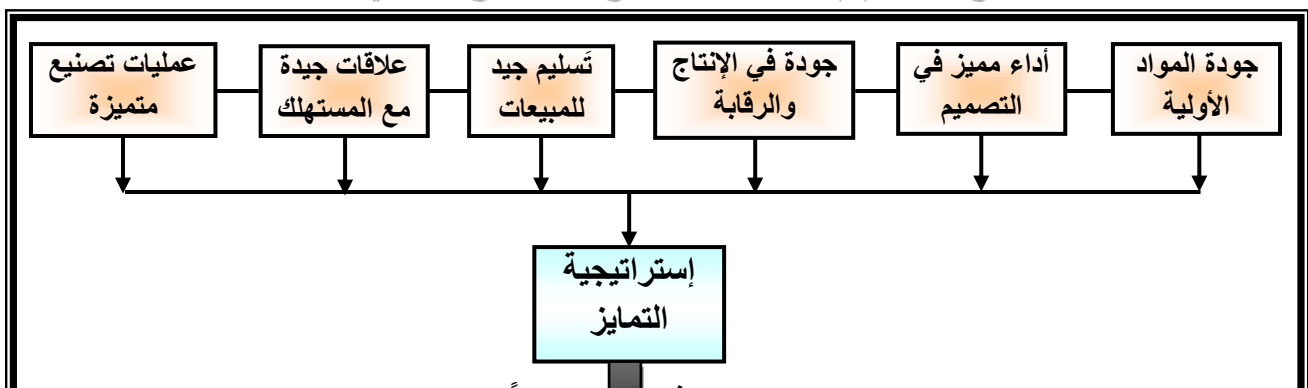 جودة المواد
الأولية
أداء مميز في
التصميم
جودة في الإنتاج
والرقابة
تَسليم جيد
للمبيعات
علاقات جيدة
مع المستهلك
عمليات تصنيع
متميزة
إستراتيجية
التمايز